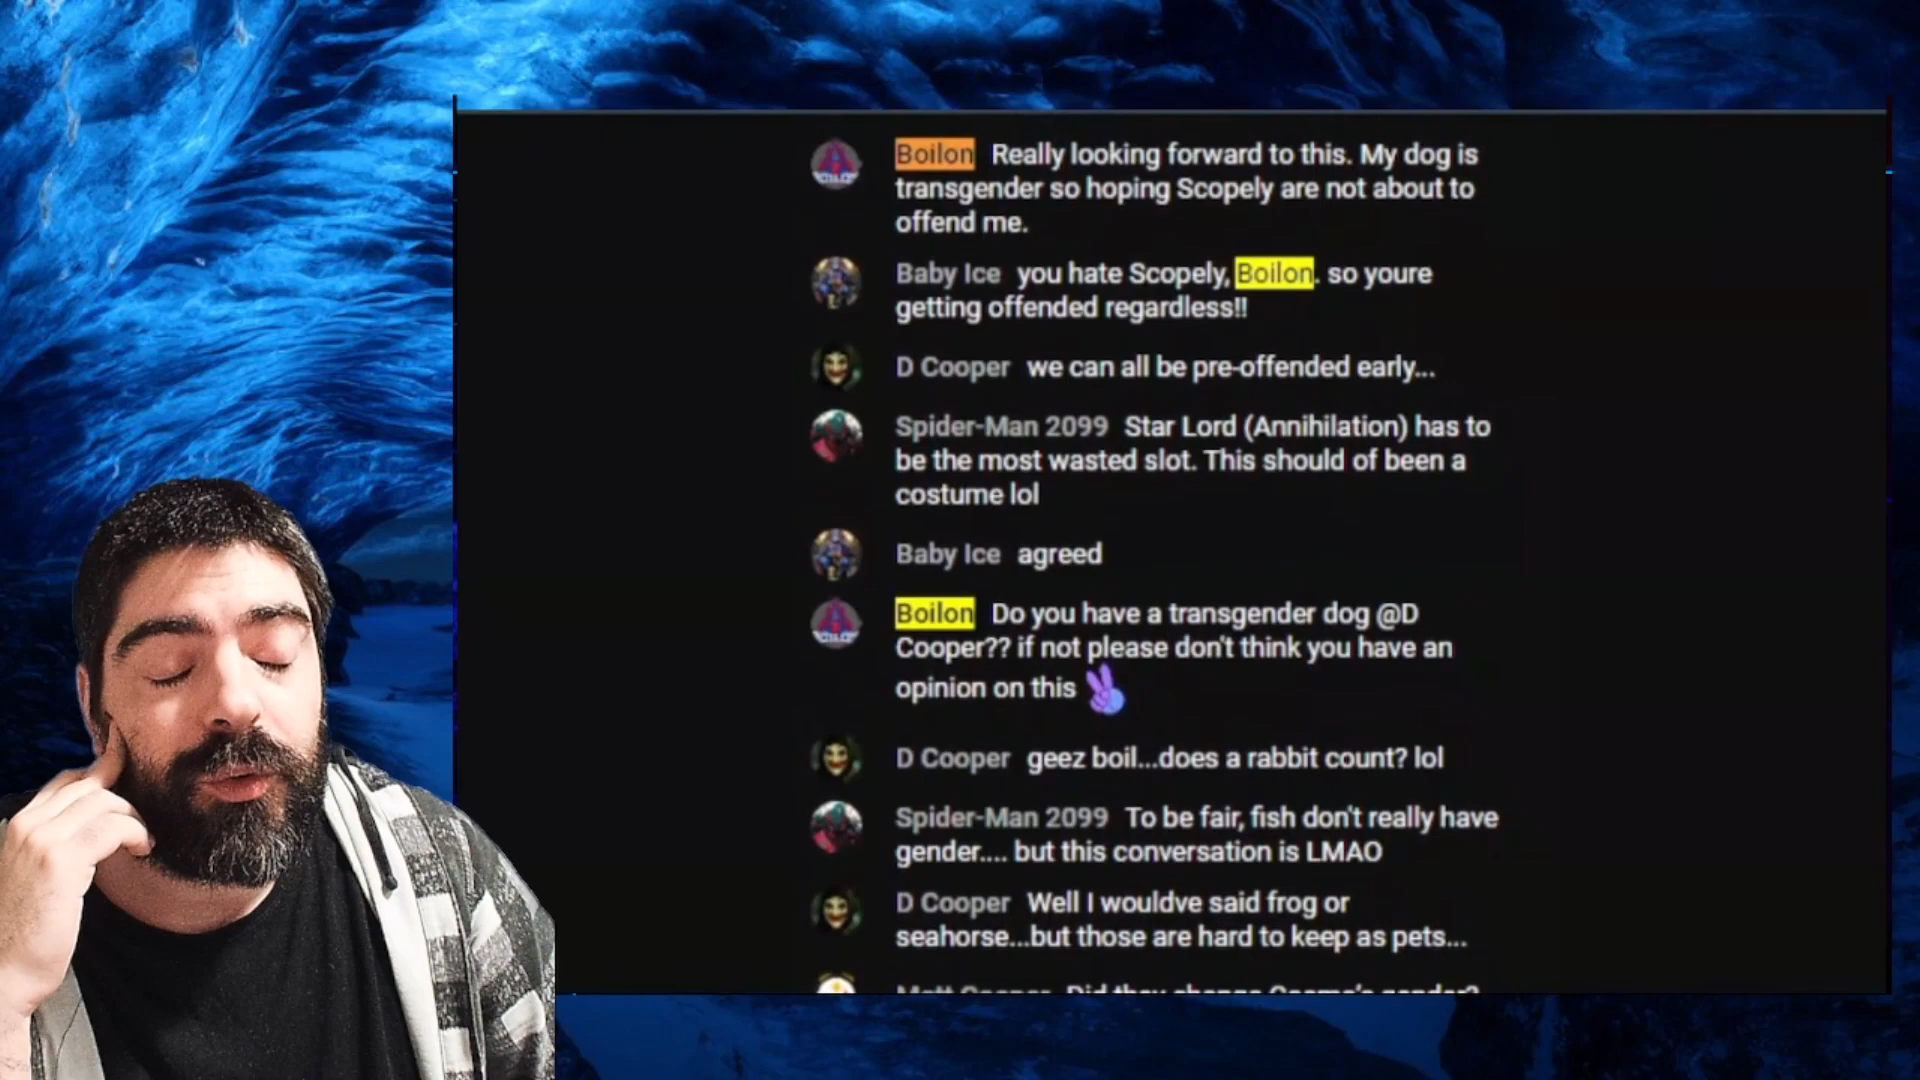 Boilon Really looking forward to this. My dog is
transgender so hoping Scopely are not about to
offend me.
Baby Ice you hate Scopely, Boilon. so youre
getting offended regardless!!
D Cooper we can all be pre-offended early...
Spider-Man 2099 Star Lord (Annihilation) has to
be the most wasted slot. This should of been a
costume lol
Baby Ice agreed
Boilon Do you have a transgender dog @D
Cooper?? if not please don't think you have an
opinion on this
D Cooper geez boil...does a rabbit count? lol
Spider-Man 2099 To be fair, fish don't really have
gender.... but this conversation is LMAO
D Cooper Well I wouldve said frog or
seahorse...but those are hard to keep as pets...
Did they change Cosmo's gender?